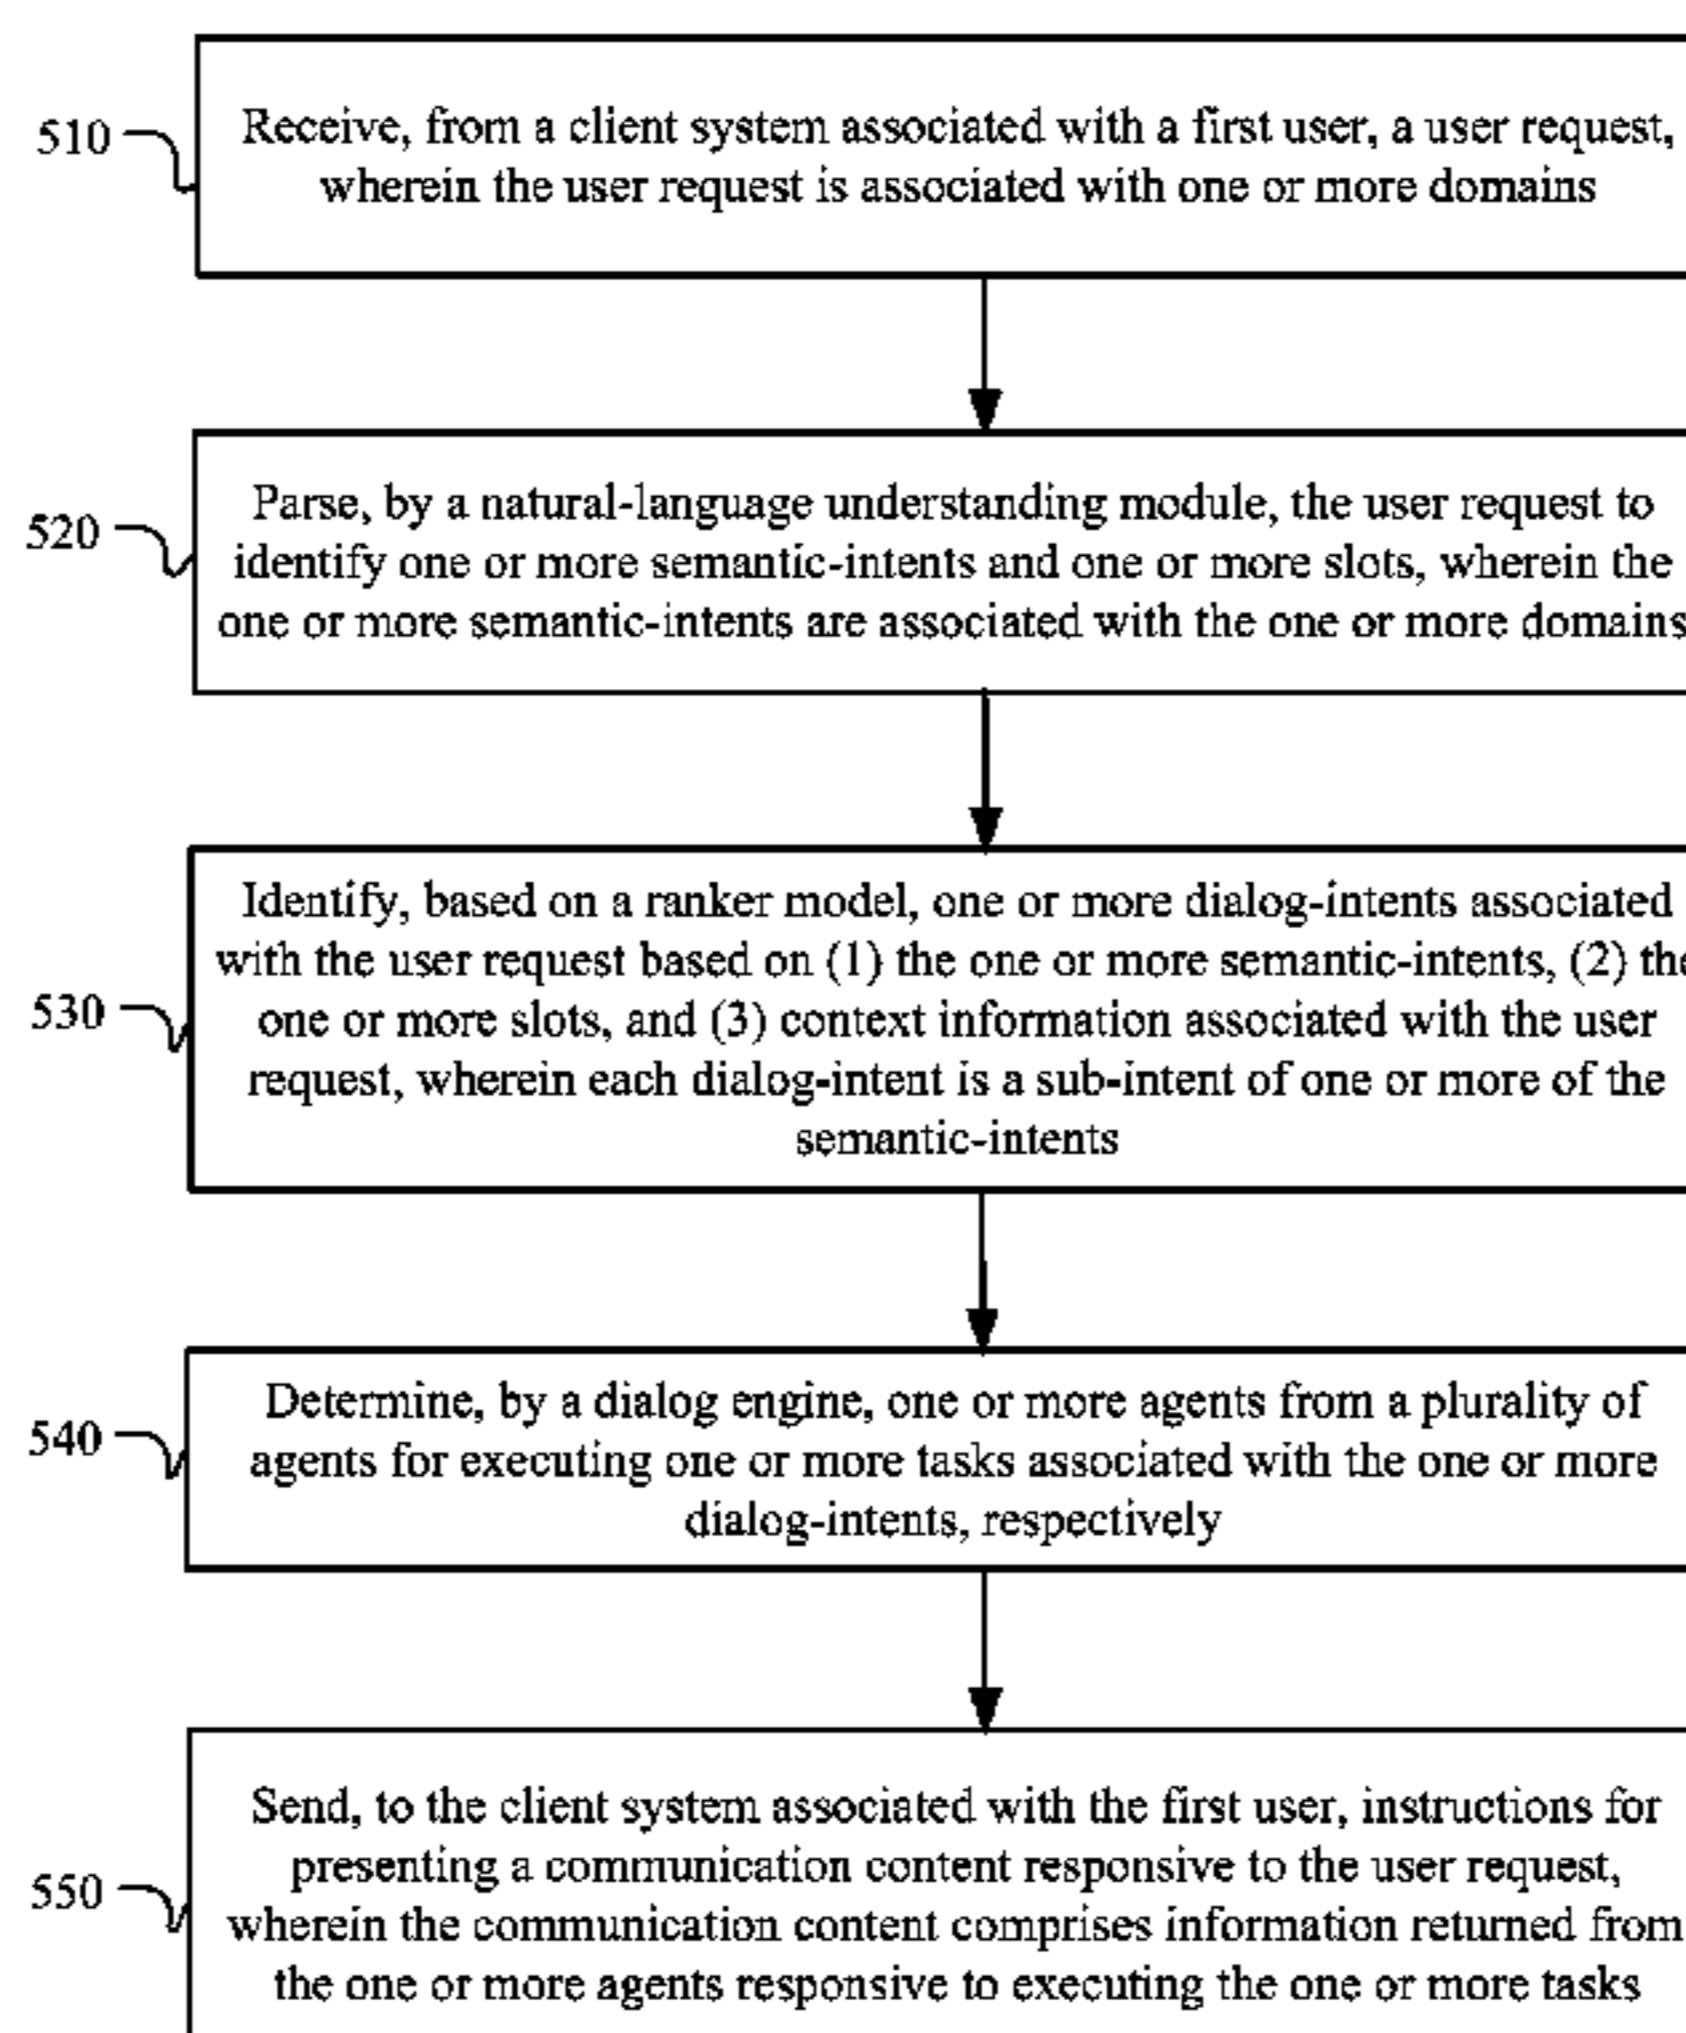 510
Receive, from a client system associated with a first user, a user request,
wherein the user request is associated with one or more domains
520
Parse, by a natural-language understanding module, the user request to
identify one or more semantic-intents and one or more slots, wherein the
one or more semantic-intents are associated with the one or more domains
530
Identify, based on a ranker model, one or more dialog-intents associated
with the user request based on (1) the one or more semantic-intents, (2) the
one or more slots, and (3) context information associated with the user
request, wherein each dialog-intent is a sub-intent of one or more of the
semantic-intents
540
Determine, by a dialog engine, one or more agents from a plurality of
agents for executing one or more tasks associated with the one or more
dialog-intents, respectively
550
Send, to the client system associated with the first user, instructions for
presenting a communication content responsive to the user request,
wherein the communication content comprises information returned from
the one or more agents responsive to executing the one or more tasks